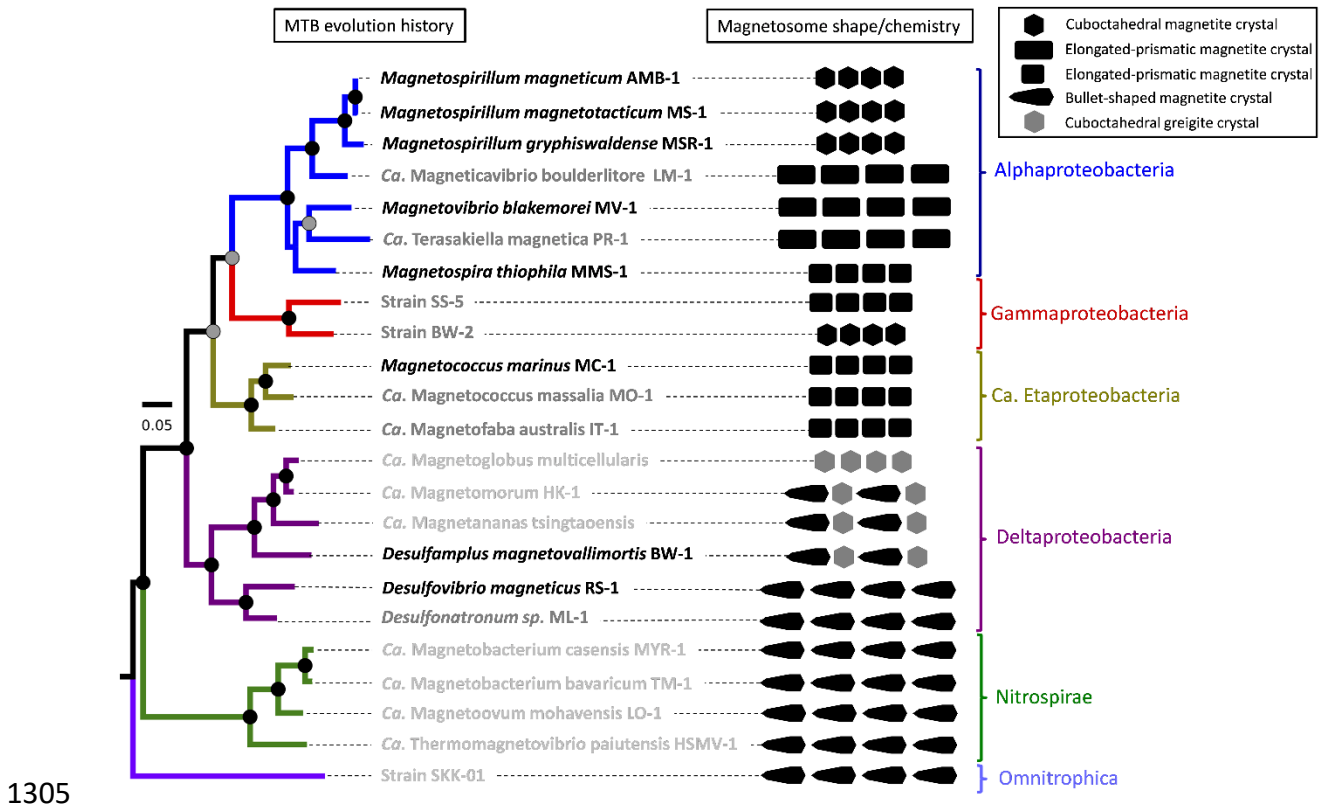 MTB evolution history
Magnetosome shape/chemistry
Cuboctahedral magnetite crystal
Elongated-prismatic magnetite crystal
Elongated-prismatic magnetite crystal
Bullet-shaped magnetite crystal
Cuboctahedral greigite crystal
Magnetospirillum magneticum AMB-1
Magnetospirillum magnetotacticum MS-1
Magnetospirillum gryphiswaldense MSR-1
Ca. Magneticavibrio boulderlitore LM-1
Magnetovibrio blakemorei MV-1
Ca. Terasakiella magnetica PR-1
Magnetospira thiophila MMS-1
Alphaproteobacteria
Strain SS-5
Strain BW-2
Gammaproteobacteria
Magnetococcus marinus MC-1
Ca. Magnetococcus massalia MO-1
Ca. Magnetofaba australis IT-1
Ca. Etaproteobacteria
0.05
Ca. Magnetoglobus multicellularis
Ca. Magnetomorum HK-1
Ca. Magnetananas tsingtaoensis
Desulfamplus magnetovallimortis BW-1
Desulfovibrio magneticus RS-1
Desulfonatronum sp. ML-1
Deltaproteobacteria
Ca. Magnetobacterium casensis MYR-1
Ca. Magnetobacterium bavaricum TM-1
Ca. Magnetoovum mohavensis LO-1
Ca. Thermomagnetovibrio paiutensis HSMV-1
Nitrospirae
Strain SKK-01
Omnitrophica
1305